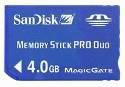 SanDisk
MEMORY STICK PRO DUO
4.0GB MAGICGATE